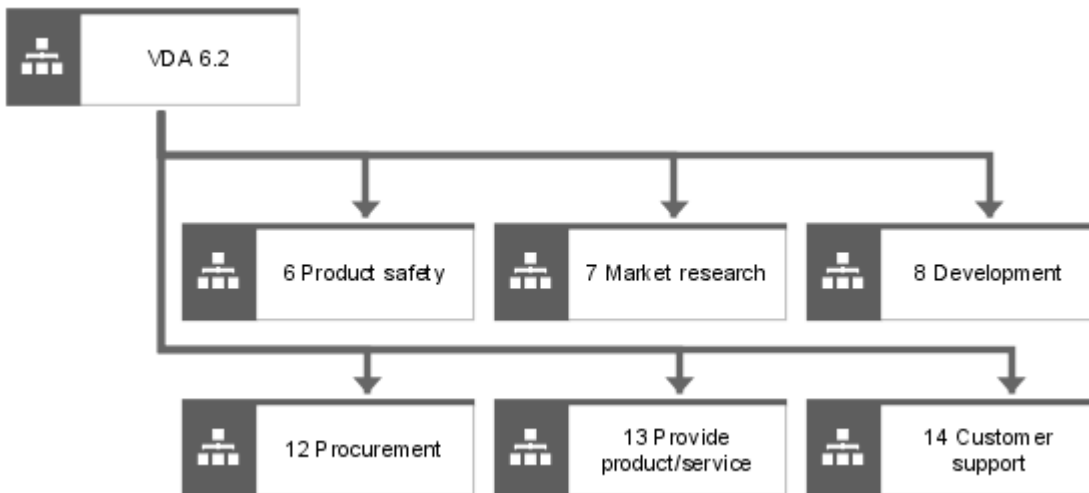 VDA 6.2
6 Product safety
7 Market research
8 Development
12 Procurement
13 Provide
product/service
14 Customer
support